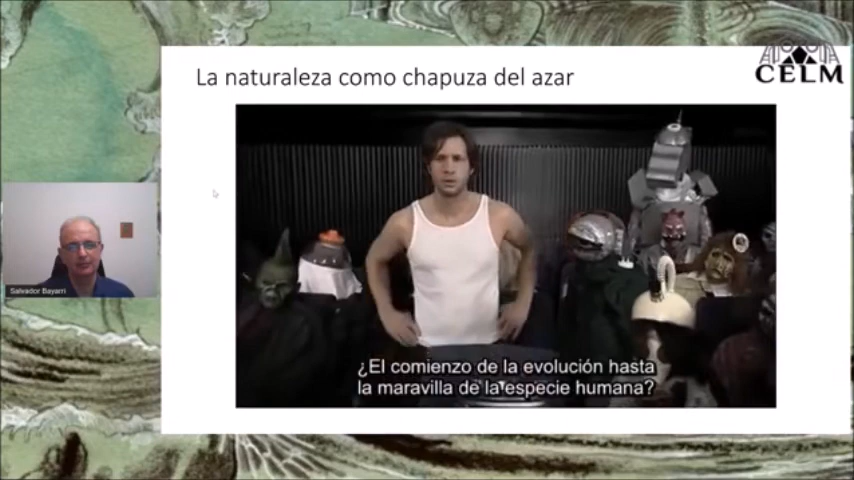 La naturaleza como chapuza del azar
CELM
Salvador Bayarri
¿El comienzo de la evolución hasta
la maravilla de la especie humana?